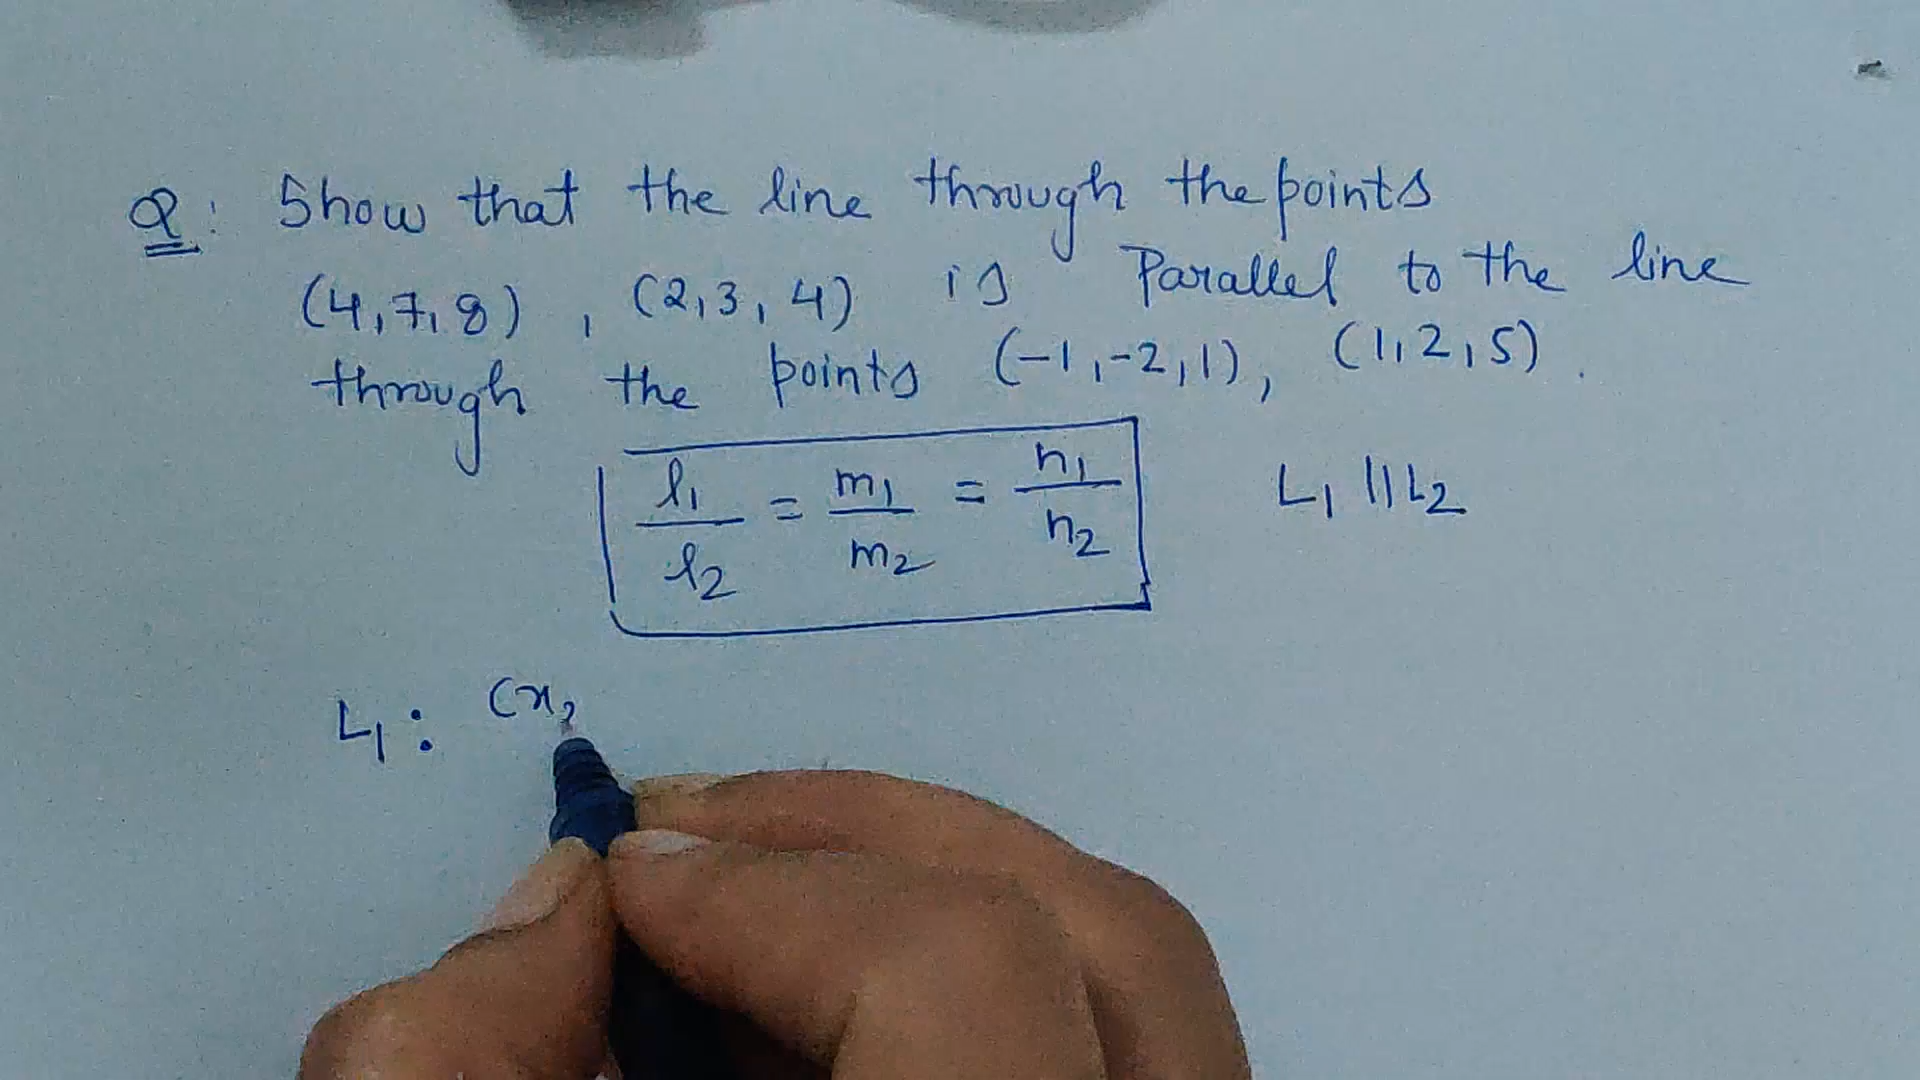 Q: Show that the line through the points
(4,7,8), (2,3,4) is Parallel to the line
through the points (-1,-2,1), (1,2,5).
l1/l2 = m1/m2 = n1/n2 L1 || L2
L1: (x2